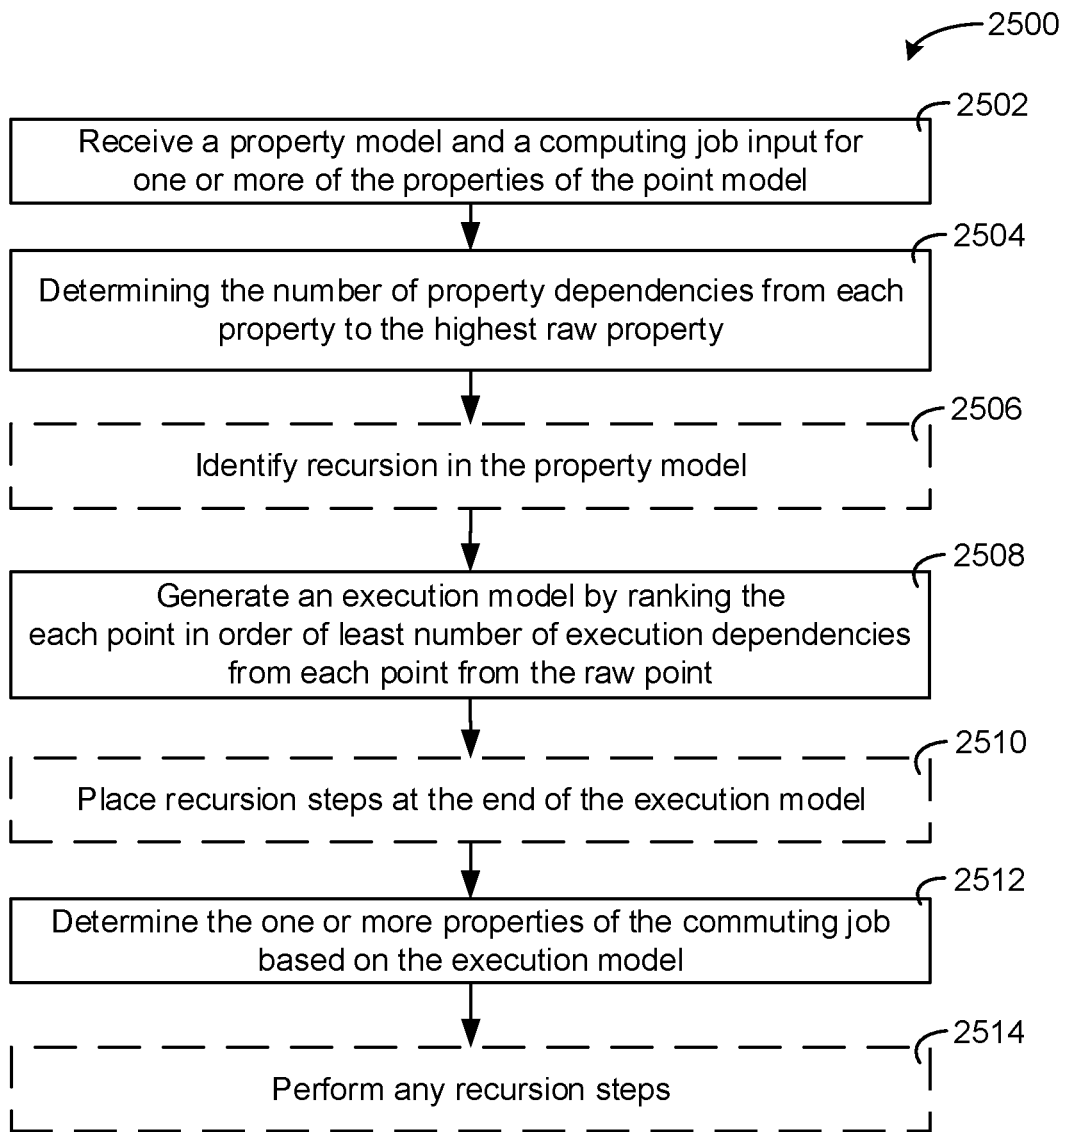 2500
2502
Receive a property model and a computing job input for
one or more of the properties of the point model
2504
Determining the number of property dependencies from each
property to the highest raw property
2506
Identify recursion in the property model
2508
Generate an execution model by ranking the
each point in order of least number of execution dependencies
from each point from the raw point
2510
Place recursion steps at the end of the execution model
2512
Determine the one or more properties of the commuting job
based on the execution model
2514
Perform any recursion steps